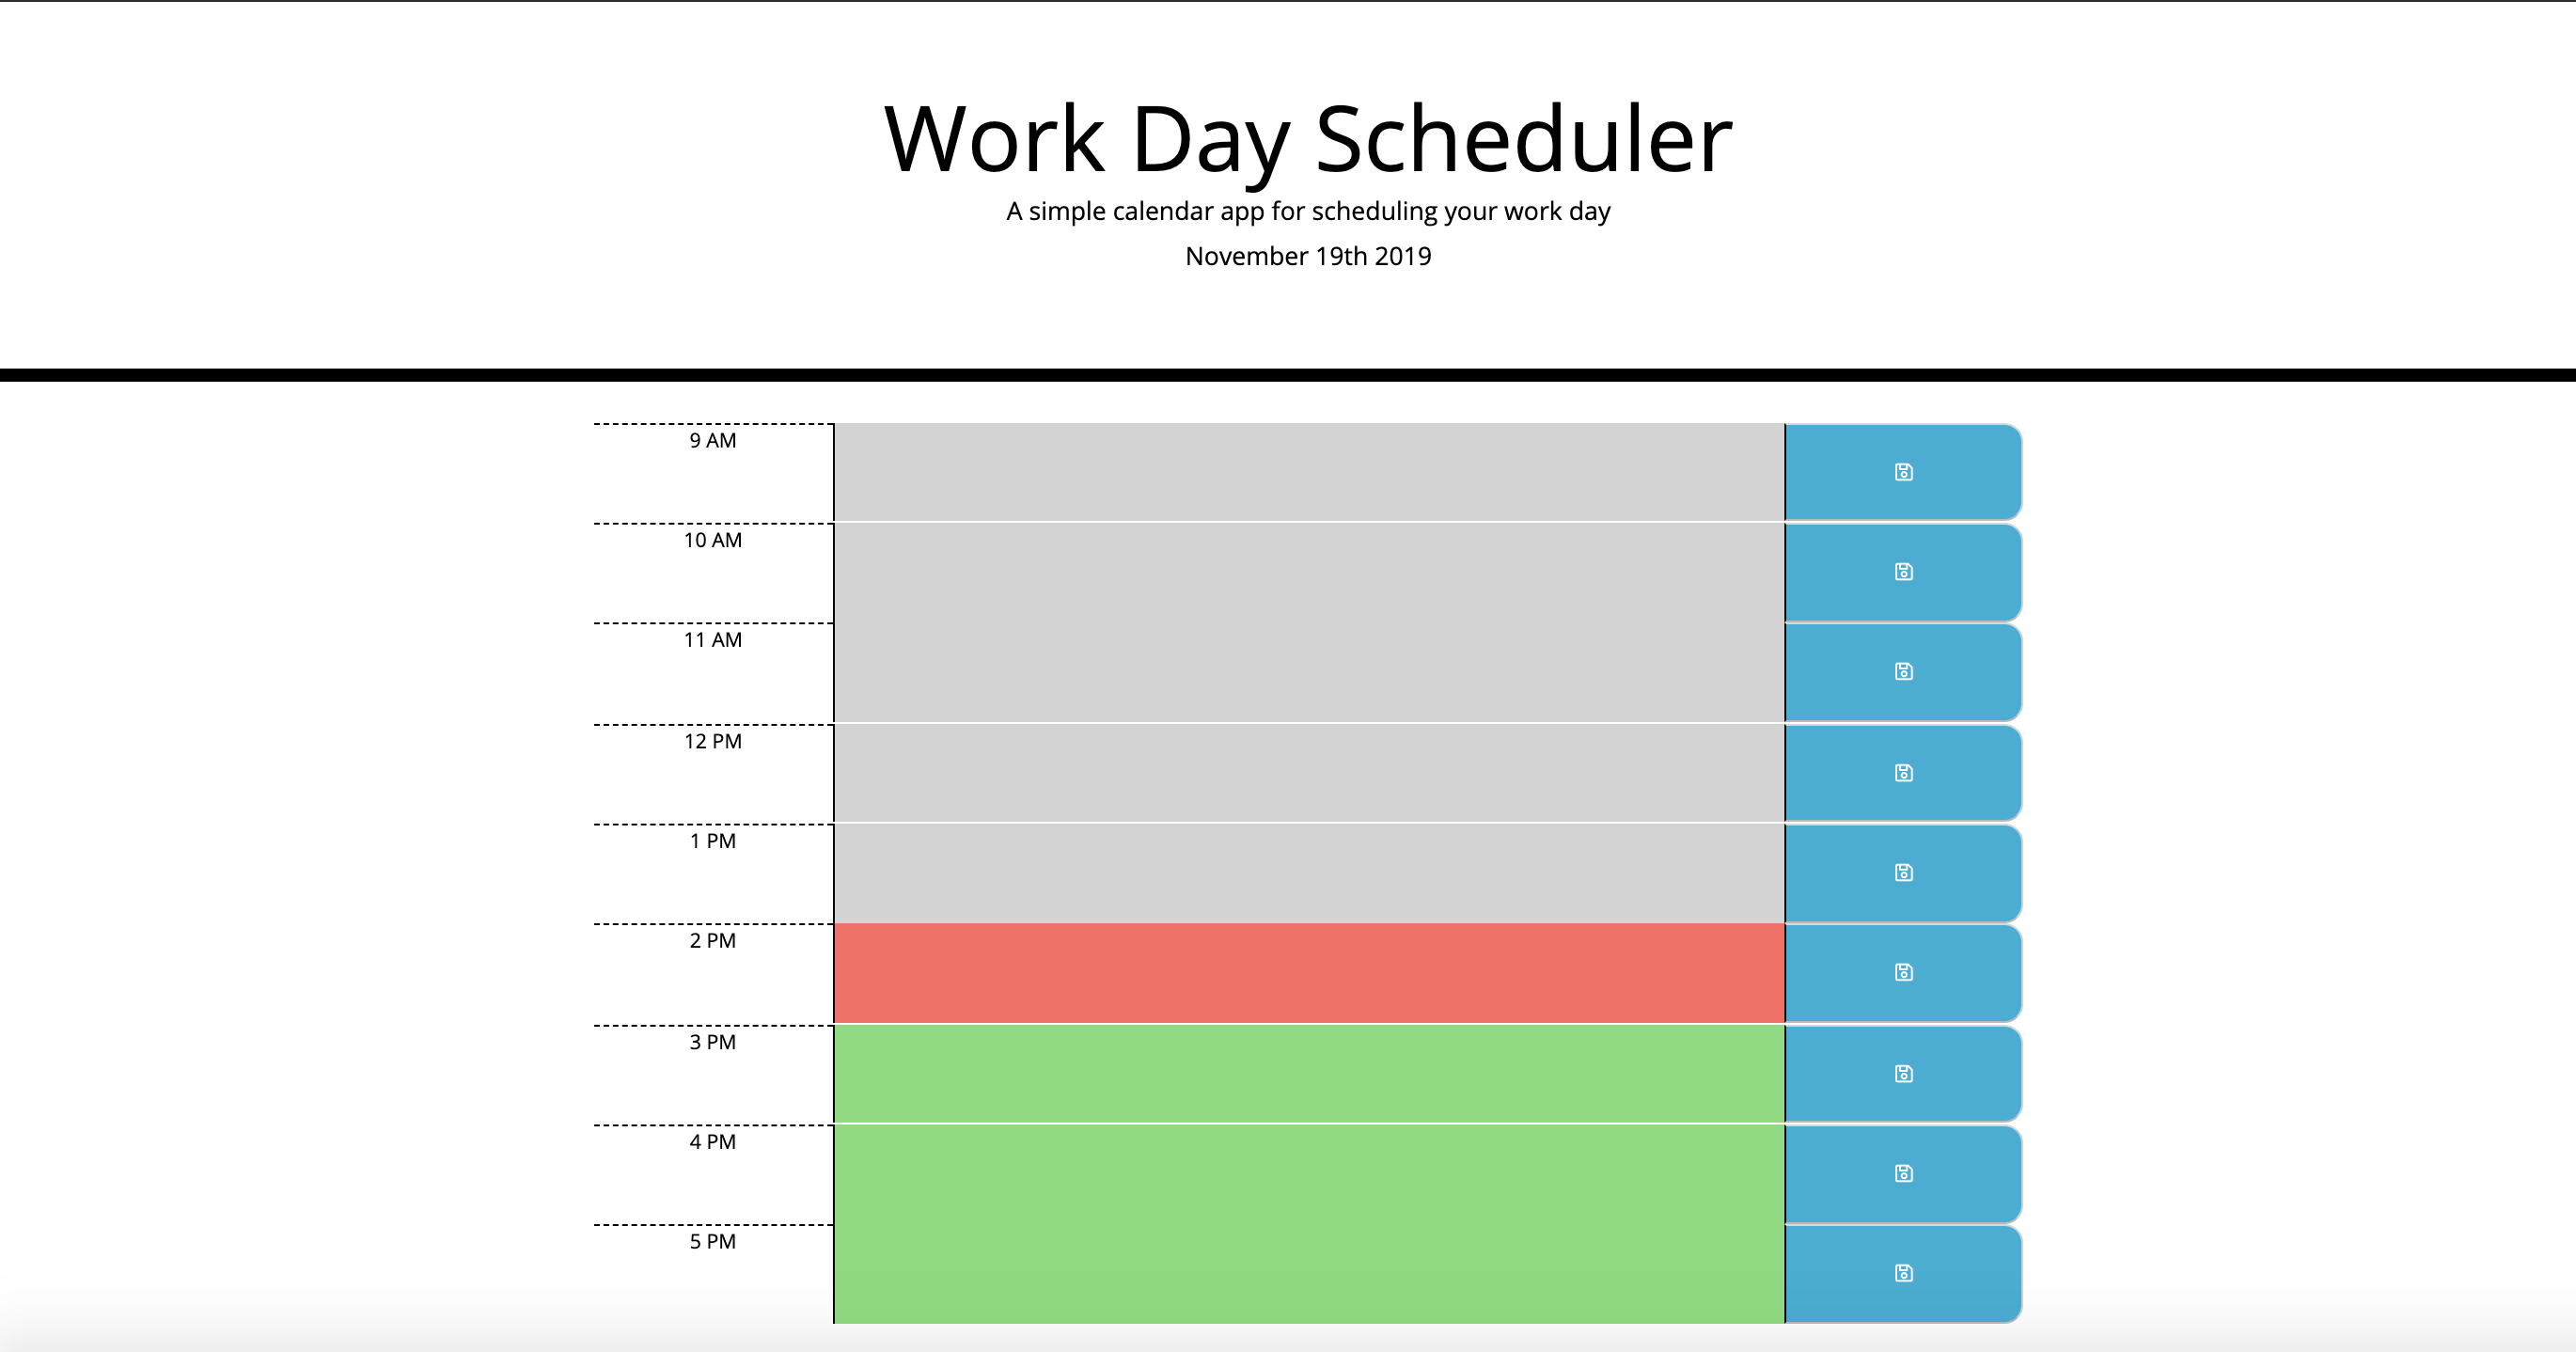 Work Day Scheduler
A simple calendar app for scheduling your work day
November 19th 2019
9 AM
10 AM
11 AM
12 PM
1 PM
2 PM
3 PM
4 PM
5 PM